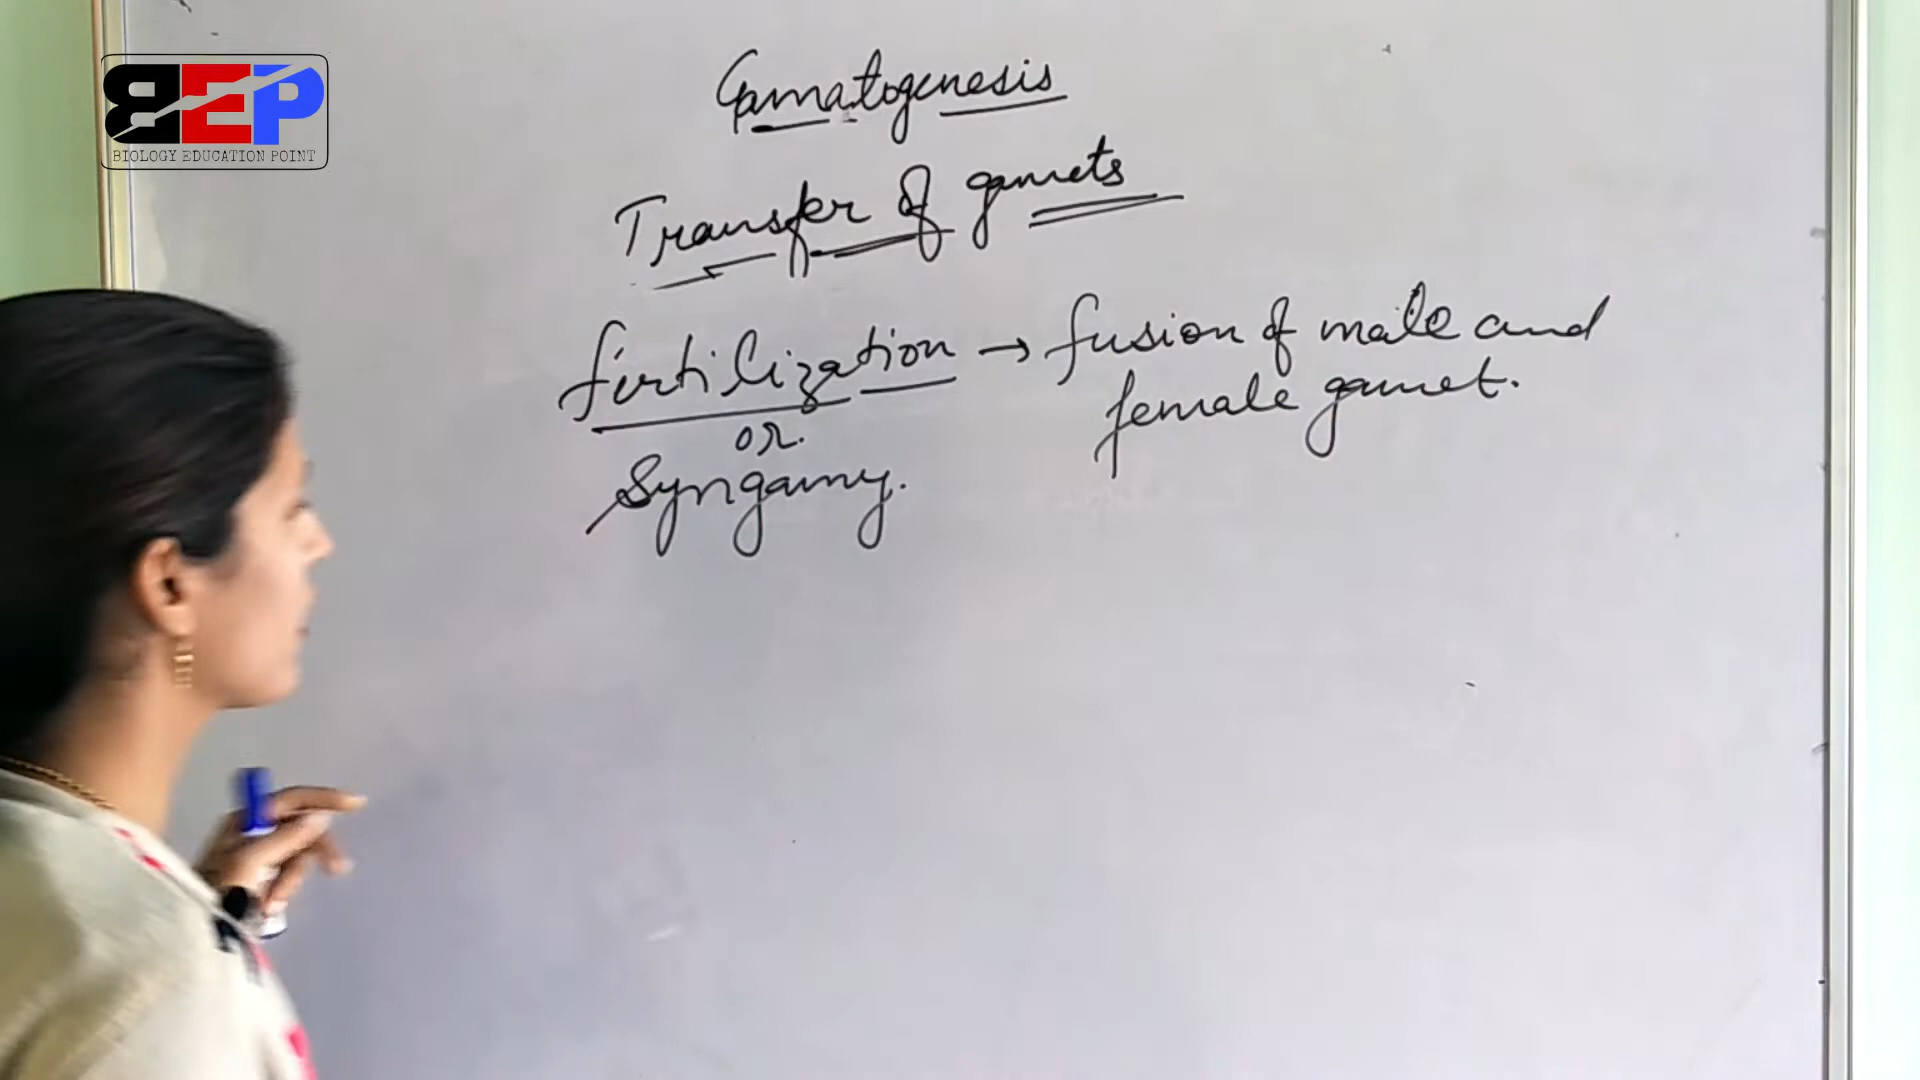 BEP
BIOLOGY EDUCATION POINT
Gamatogenesis
Transfer of gamets
fertilization → fusion of male and
female gamet.
or
Syngamy.